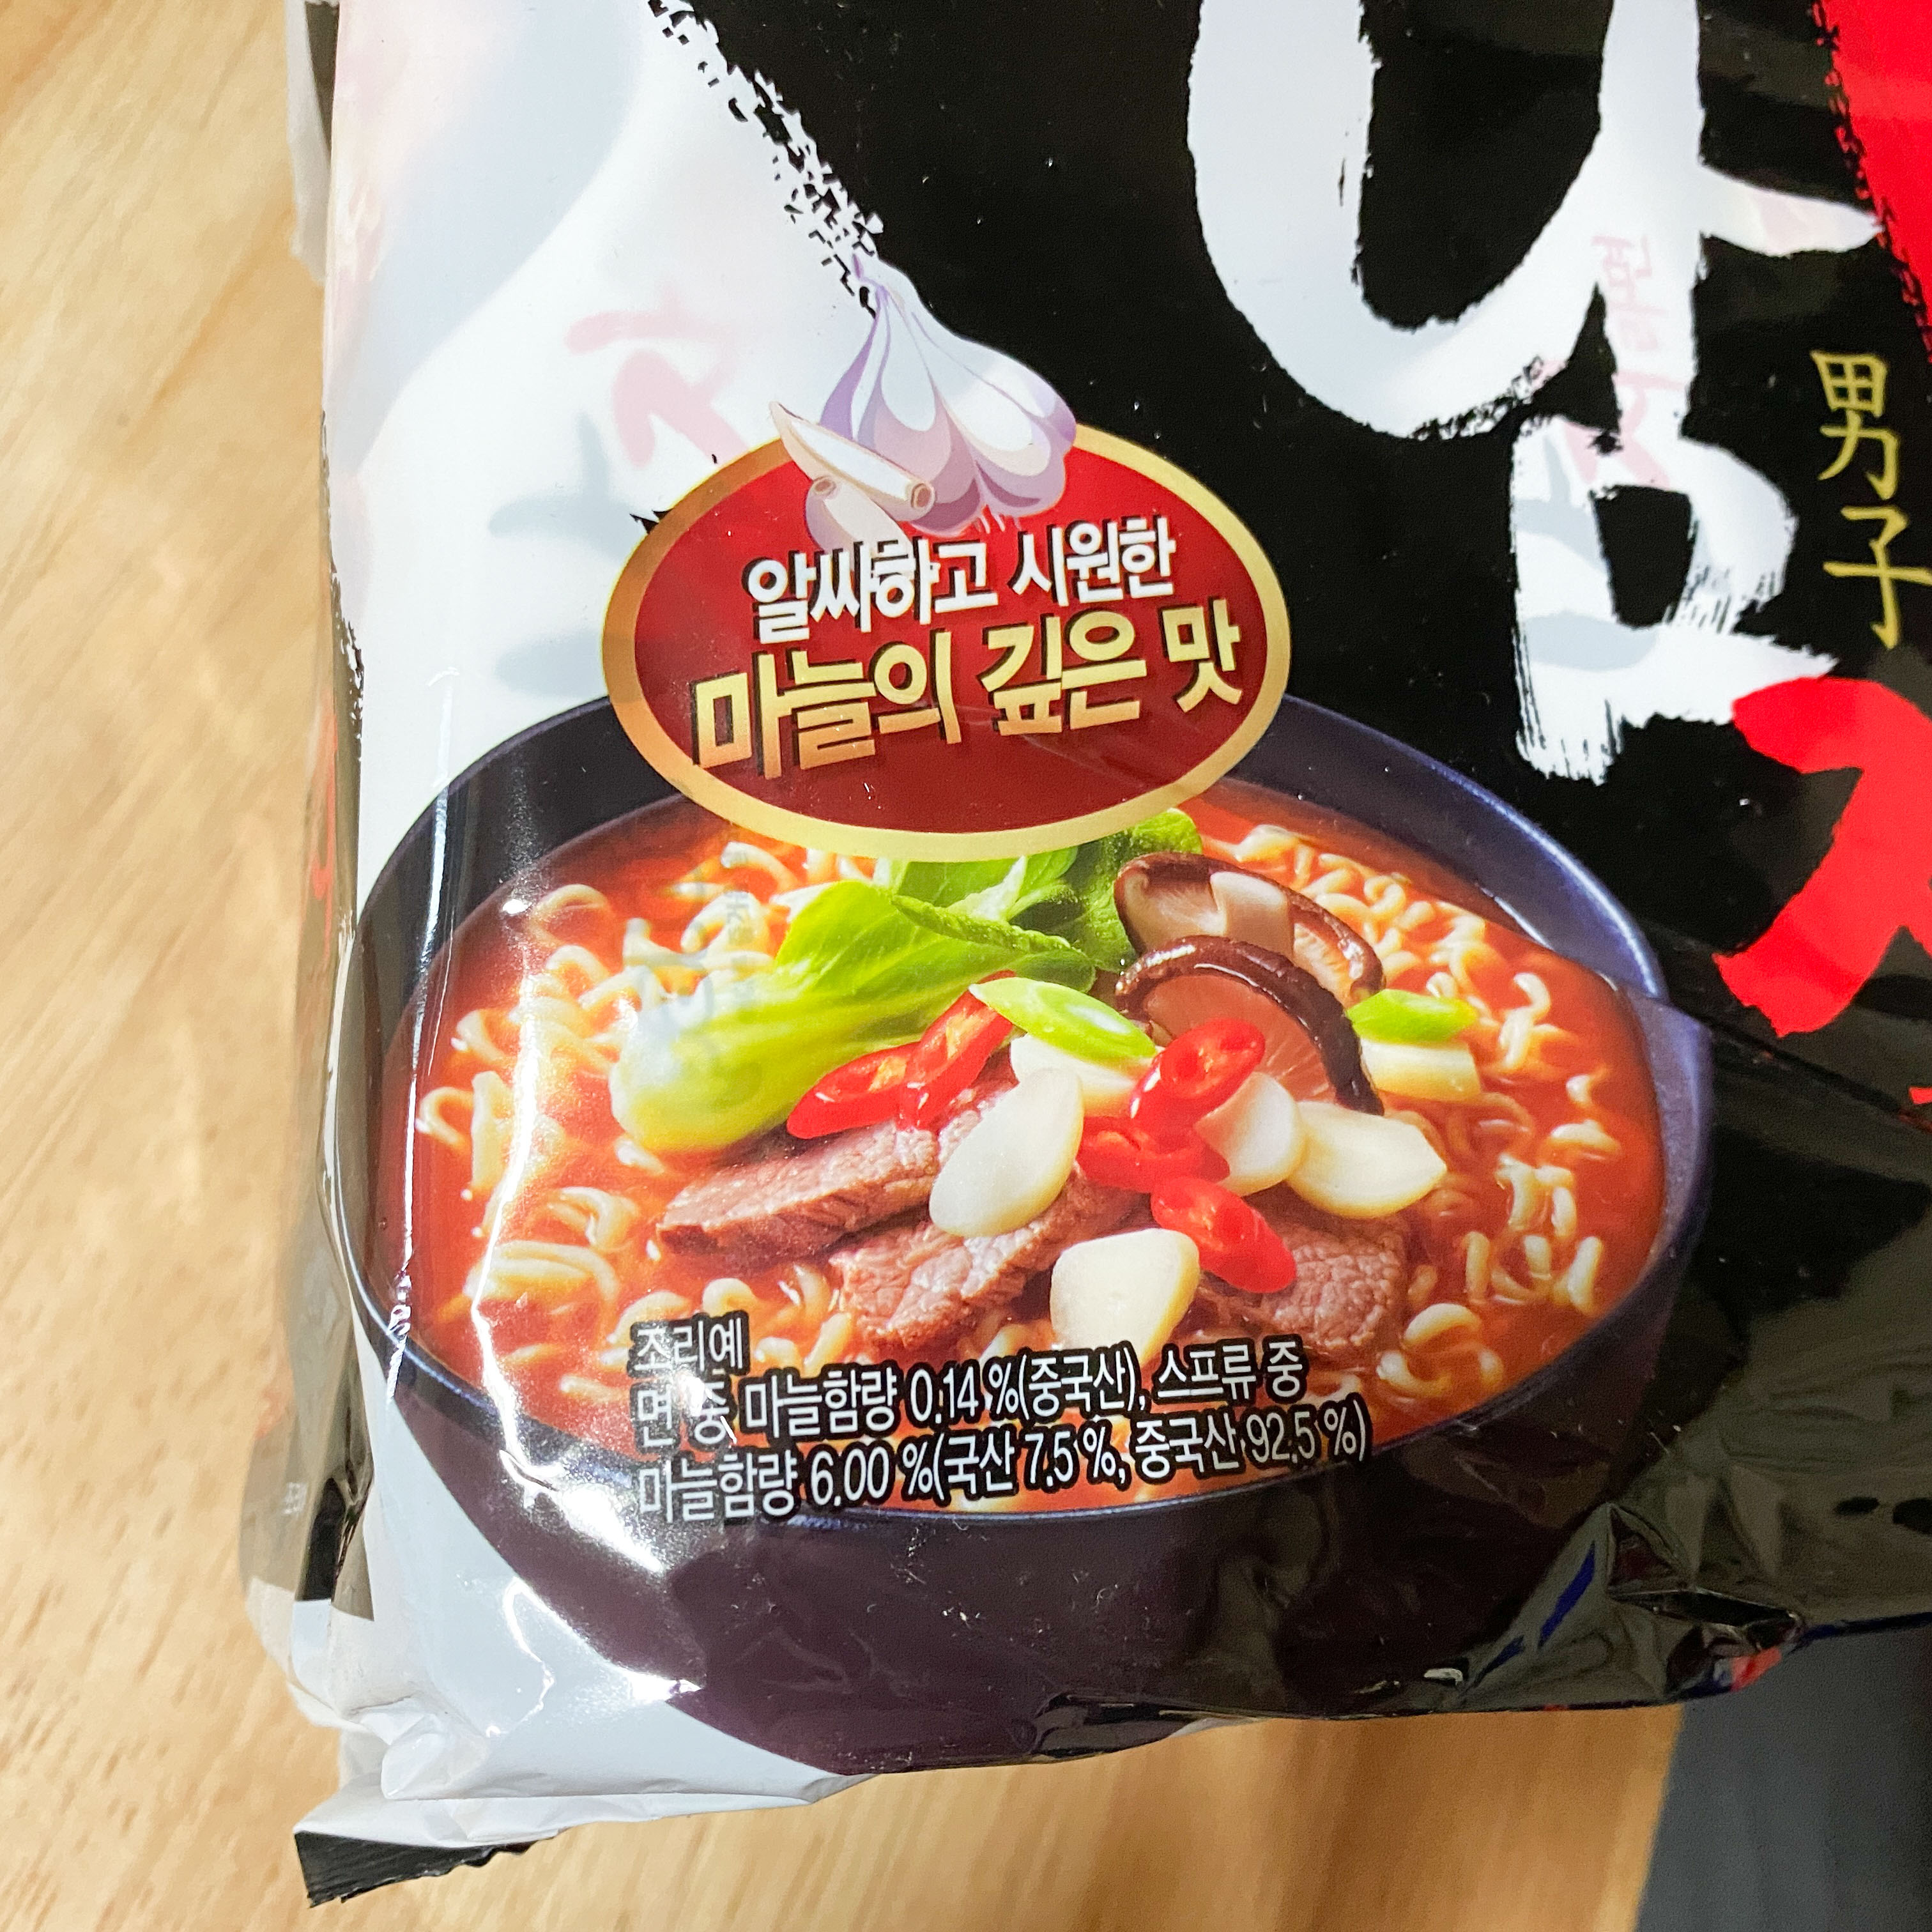 남자
男子
알싸하고 시원한
마늘의 깊은 맛
조리예
면 중 마늘함량 0.14 %(중국산), 스프류 중
마늘함량 6.00 %(국산 7.5 %, 중국산 92.5 %)